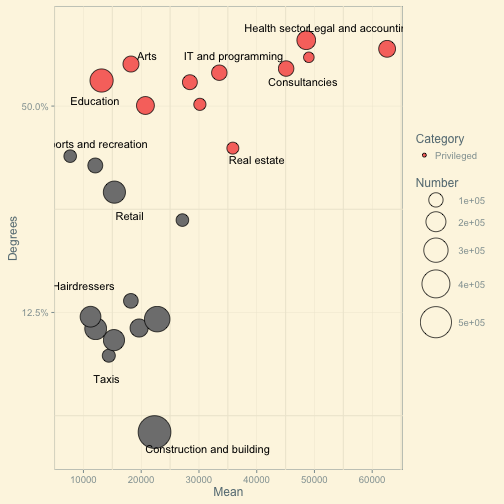 Health sector
Legal and accountin
Arts
IT and programming
Consultancies
Education
50.0%
orts and recreation
Real estate
Retail
Hairdressers
12.5%
Taxis
Construction and building
10000 20000 30000 40000 50000 60000
Mean
Degrees
Category
Privileged
Number
1e+05
2e+05
3e+05
4e+05
5e+05